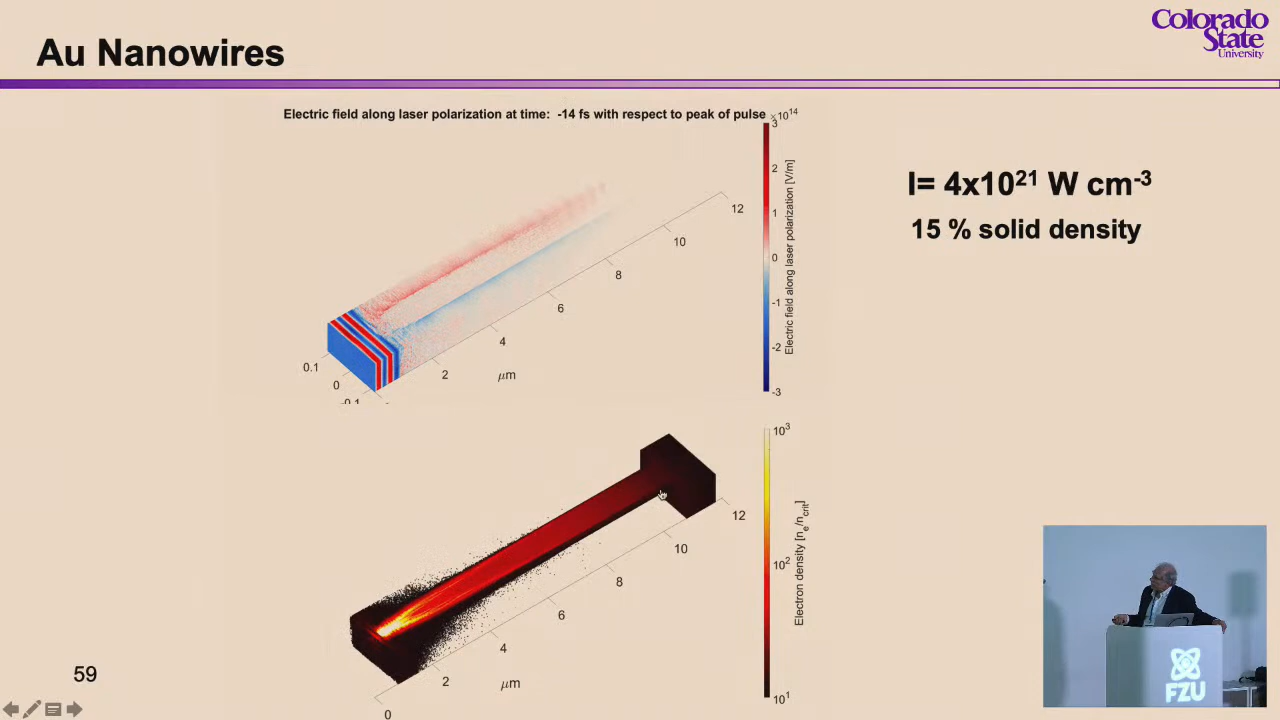 Au Nanowires
Colorado
State
University
Electric field along laser polarization at time: -14 fs with respect to peak of pulse
×10^14
3
2
1
0
-1
-2
-3
Electric field along laser polarization [V/m]
12
10
8
6
4
2
μm
0.1
0
-0.1
I= 4x10^21 W cm^-3
15 % solid density
10^3
10^2
10^1
Electron density [n_e/n_crit]
12
10
8
6
4
2
0
μm
59
FZU